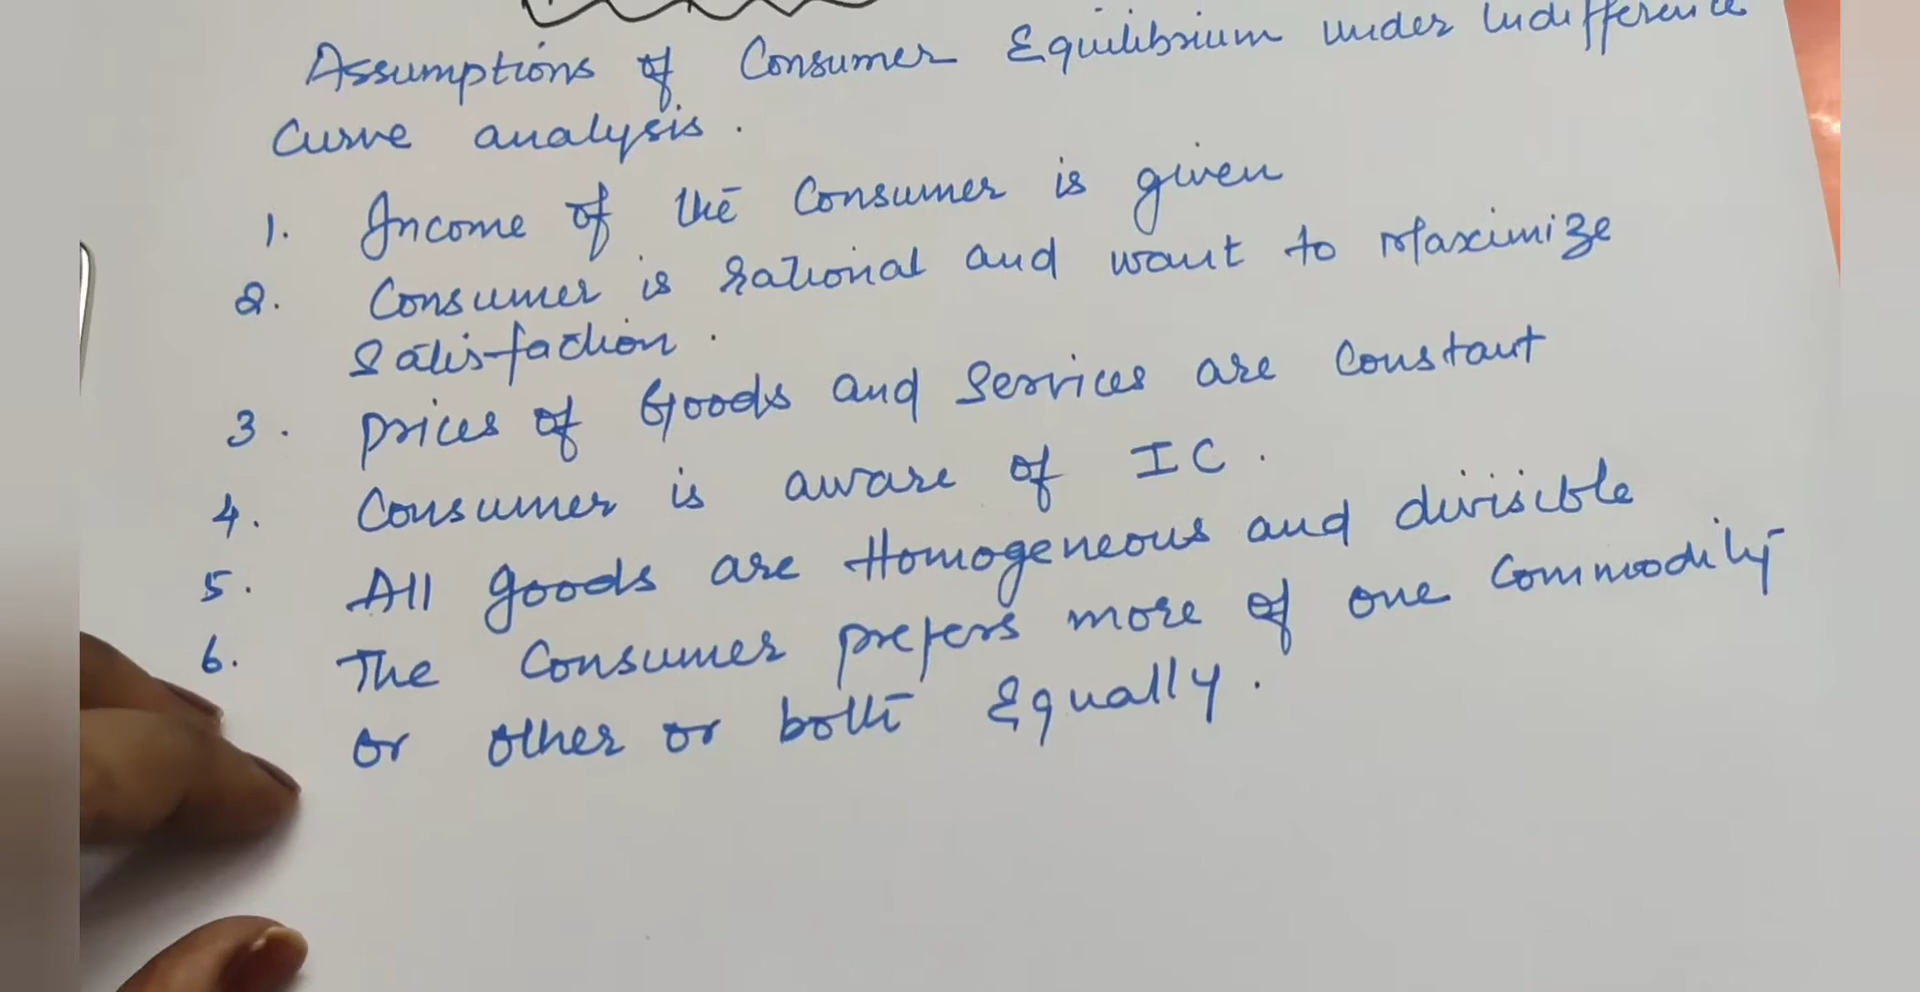 Assumptions of Consumer Equilibrium under Indifference
Curve analysis.
1. Income of the Consumer is given
2. Consumer is rational and want to Maximize
Satisfaction.
3. Prices of Goods and Services are Constant
4. Consumer is aware of IC.
5. All goods are Homogeneous and divisible
6. The Consumer prefers more of one Commodity
or other or both Equally.